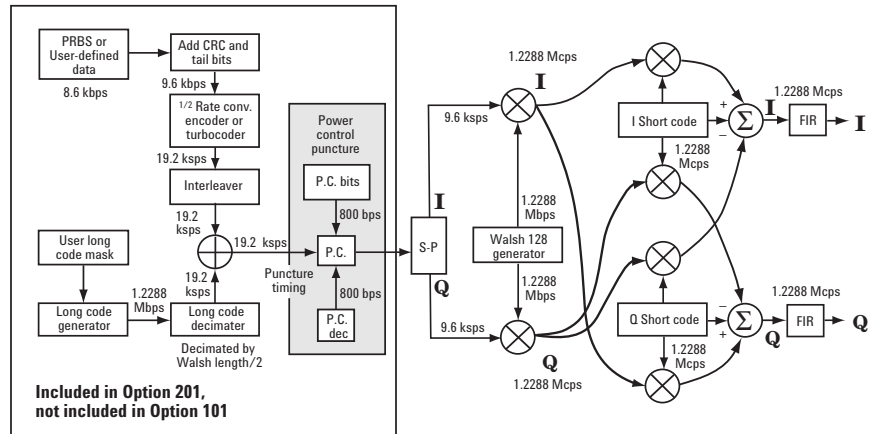 PRBS or
User-defined
data
8.6 kbps
Add CRC and
tail bits
9.6 ksps
1/2 Rate conv.
encoder or
turbocoder
19.2 ksps
Interleaver
19.2
ksps
User long
code mask
19.2 ksps
19.2
ksps
Long code
generator
1.2288
Mbps
Long code
decimater
Decimated by
Walsh length/2
Power
control
puncture
P.C. bits
800 bps
P.C.
Puncture
timing
800 bps
P.C.
dec
Included in Option 201,
not included in Option 101
I
S-P
Q
9.6 ksps
9.6 ksps
1.2288 Mcps
I
1.2288
Mbps
Walsh 128
generator
1.2288
Mbps
Q
1.2288 Mcps
I Short code
1.2288
Mcps
Q Short code
1.2288
Mcps
+
−
Σ
I
1.2288 Mcps
FIR
I
−
+
Σ
Q
1.2288 Mcps
FIR
Q